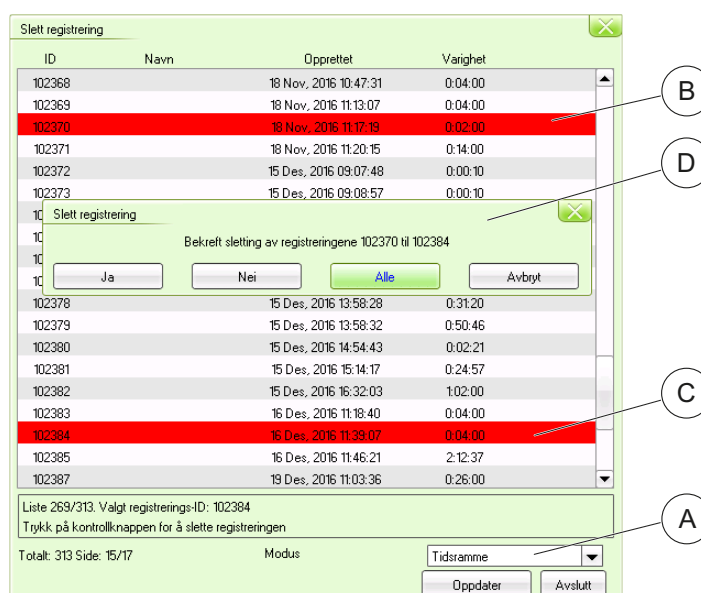 Slett registrering
ID Navn Opprettet Varighet
102368 18 Nov, 2016 10:47:31 0:04:00
102369 18 Nov, 2016 11:13:07 0:04:00
B
102370 18 Nov, 2016 11:17:19 0:02:00
102371 18 Nov, 2016 11:20:15 0:14:00
D
102372 15 Des, 2016 09:07:48 0:00:10
102373 15 Des, 2016 09:08:57 0:00:10
Slett registrering
Bekreft sletting av registreringene 102370 til 102384
Ja Nei Alle Avbryt
102378 15 Des, 2016 13:58:28 0:31:20
102379 15 Des, 2016 13:58:32 0:50:46
102380 15 Des, 2016 14:54:43 0:02:21
102381 15 Des, 2016 15:14:17 0:24:57
102382 15 Des, 2016 16:32:03 1:02:00
C
102383 16 Des, 2016 11:18:40 0:04:00
102384 16 Des, 2016 11:39:07 0:04:00
102385 16 Des, 2016 11:46:21 2:12:37
102387 19 Des, 2016 11:03:36 0:26:00
Liste 269/313. Valgt registrerings-ID: 102384
Trykk på kontrollknappen for å slette registreringen
A
Totalt: 313 Side: 15/17 Modus Tidsramme
Oppdater Avslutt